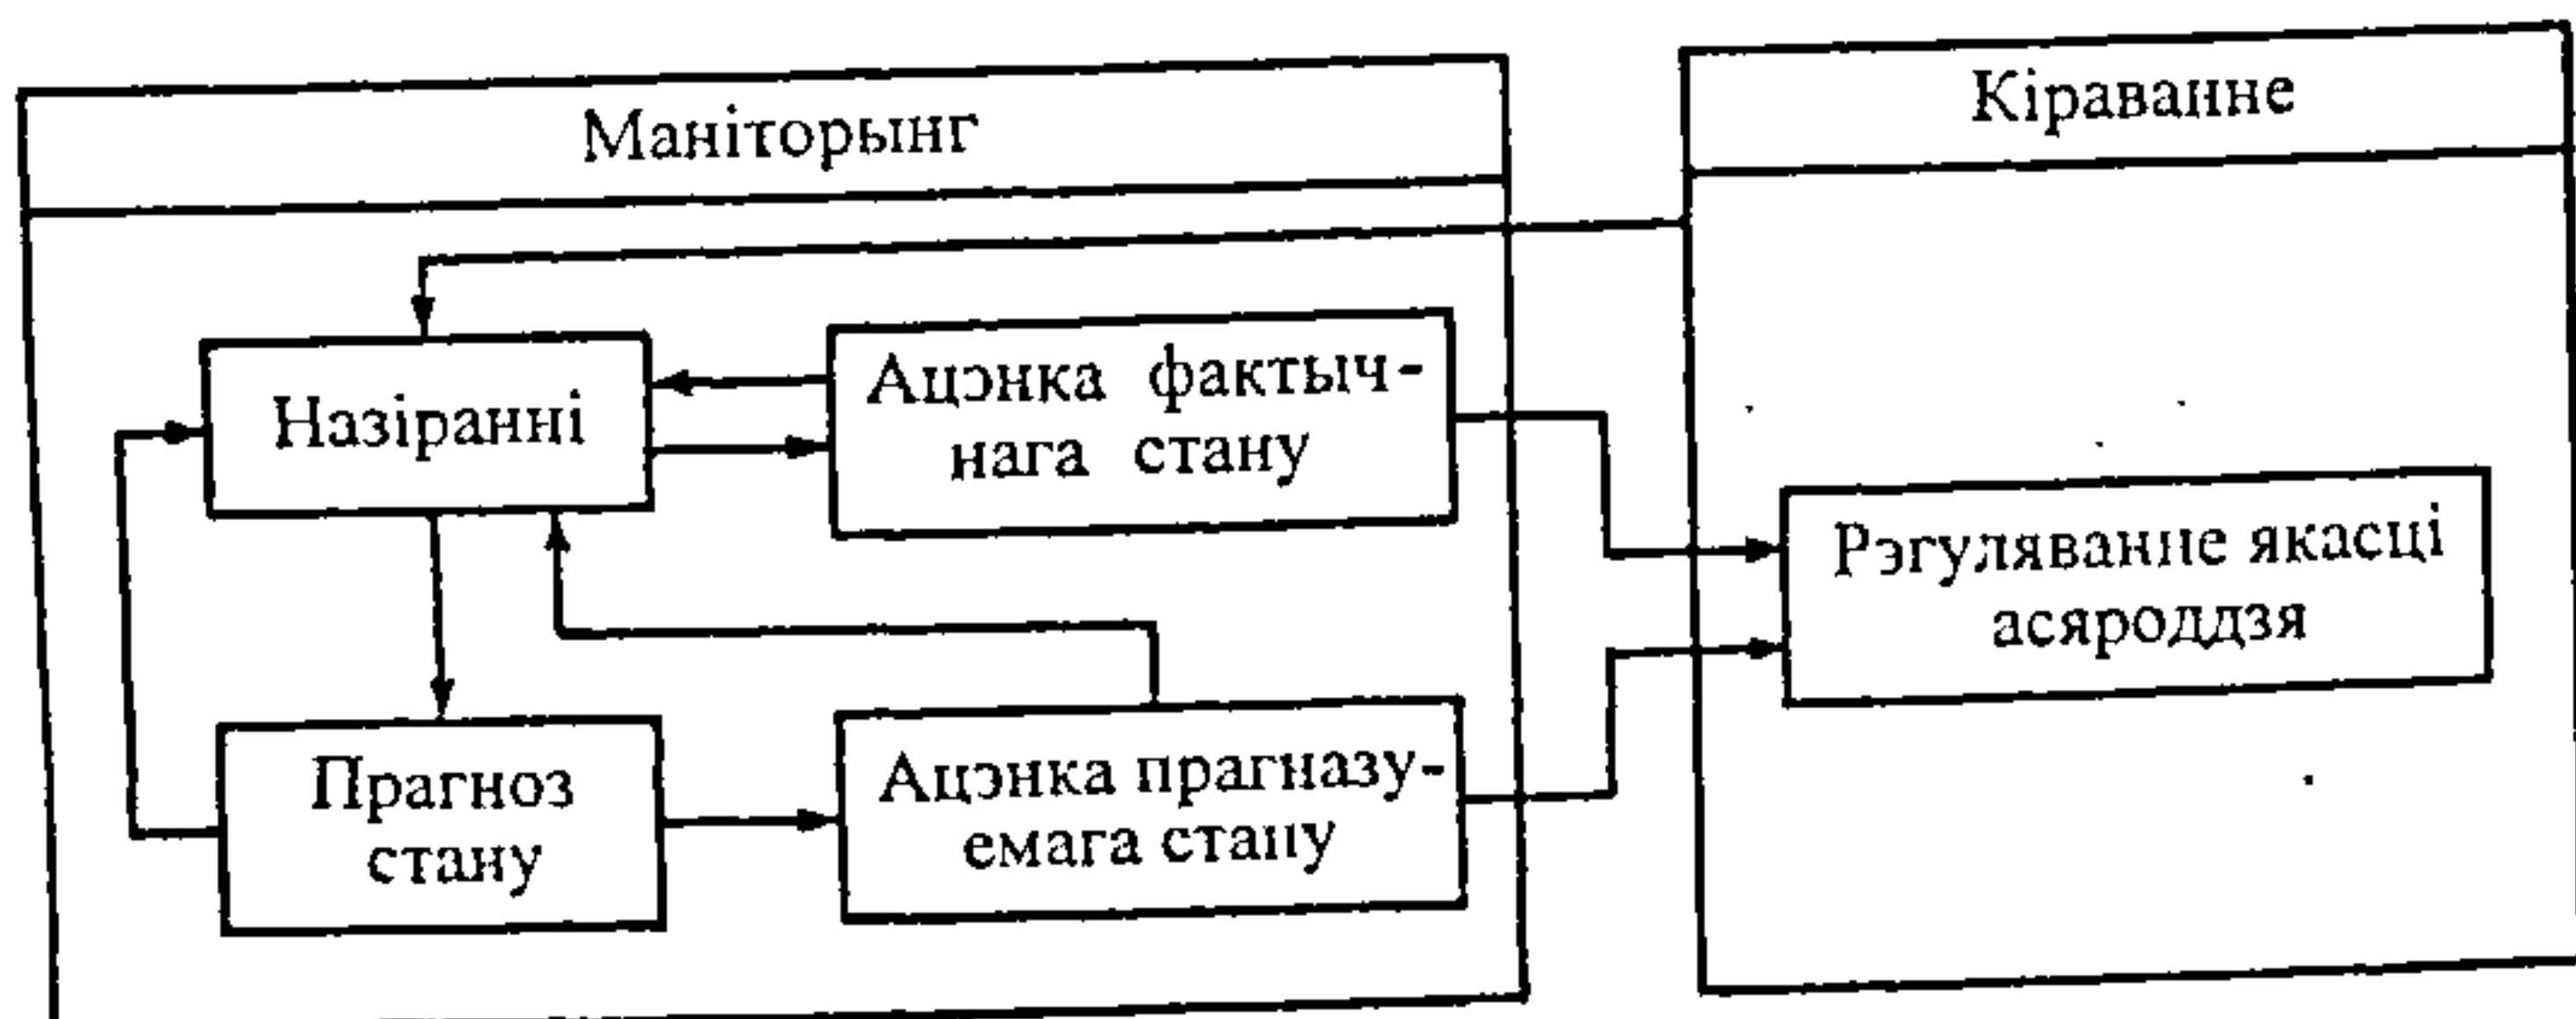 Маніторынг
Кіраванне
Назіранні
Ацэнка фактыч-
нага стану
Рэгуляванне якасці
асяроддзя
Прагноз
стану
Ацэнка прагназу-
емага стану